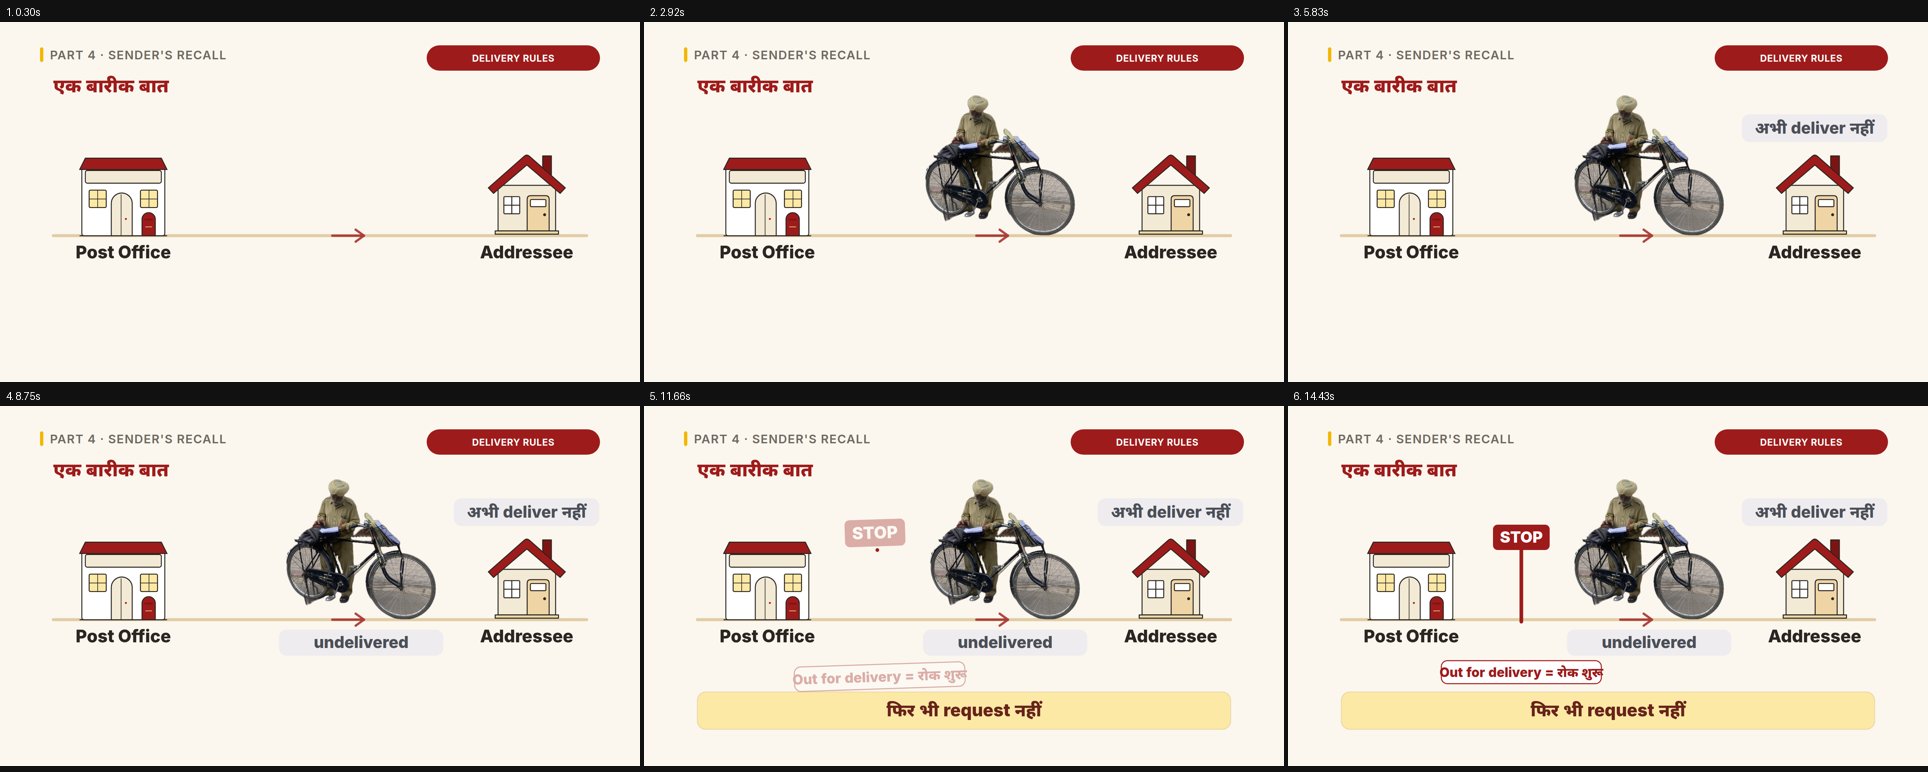 1. 0.30s
PART 4 · SENDER'S RECALL
DELIVERY RULES
एक बारीक बात
Post Office
Addressee
2. 2.92s
PART 4 · SENDER'S RECALL
DELIVERY RULES
एक बारीक बात
Post Office
Addressee
3. 5.83s
PART 4 · SENDER'S RECALL
DELIVERY RULES
एक बारीक बात
अभी deliver नहीं
Post Office
Addressee
4. 8.75s
PART 4 · SENDER'S RECALL
DELIVERY RULES
एक बारीक बात
अभी deliver नहीं
Post Office
Addressee
undelivered
5. 11.66s
PART 4 · SENDER'S RECALL
DELIVERY RULES
एक बारीक बात
अभी deliver नहीं
STOP
Post Office
Addressee
undelivered
Out for delivery = रोक शुरू
फिर भी request नहीं
6. 14.43s
PART 4 · SENDER'S RECALL
DELIVERY RULES
एक बारीक बात
अभी deliver नहीं
STOP
Post Office
Addressee
undelivered
Out for delivery = रोक शुरू
फिर भी request नहीं